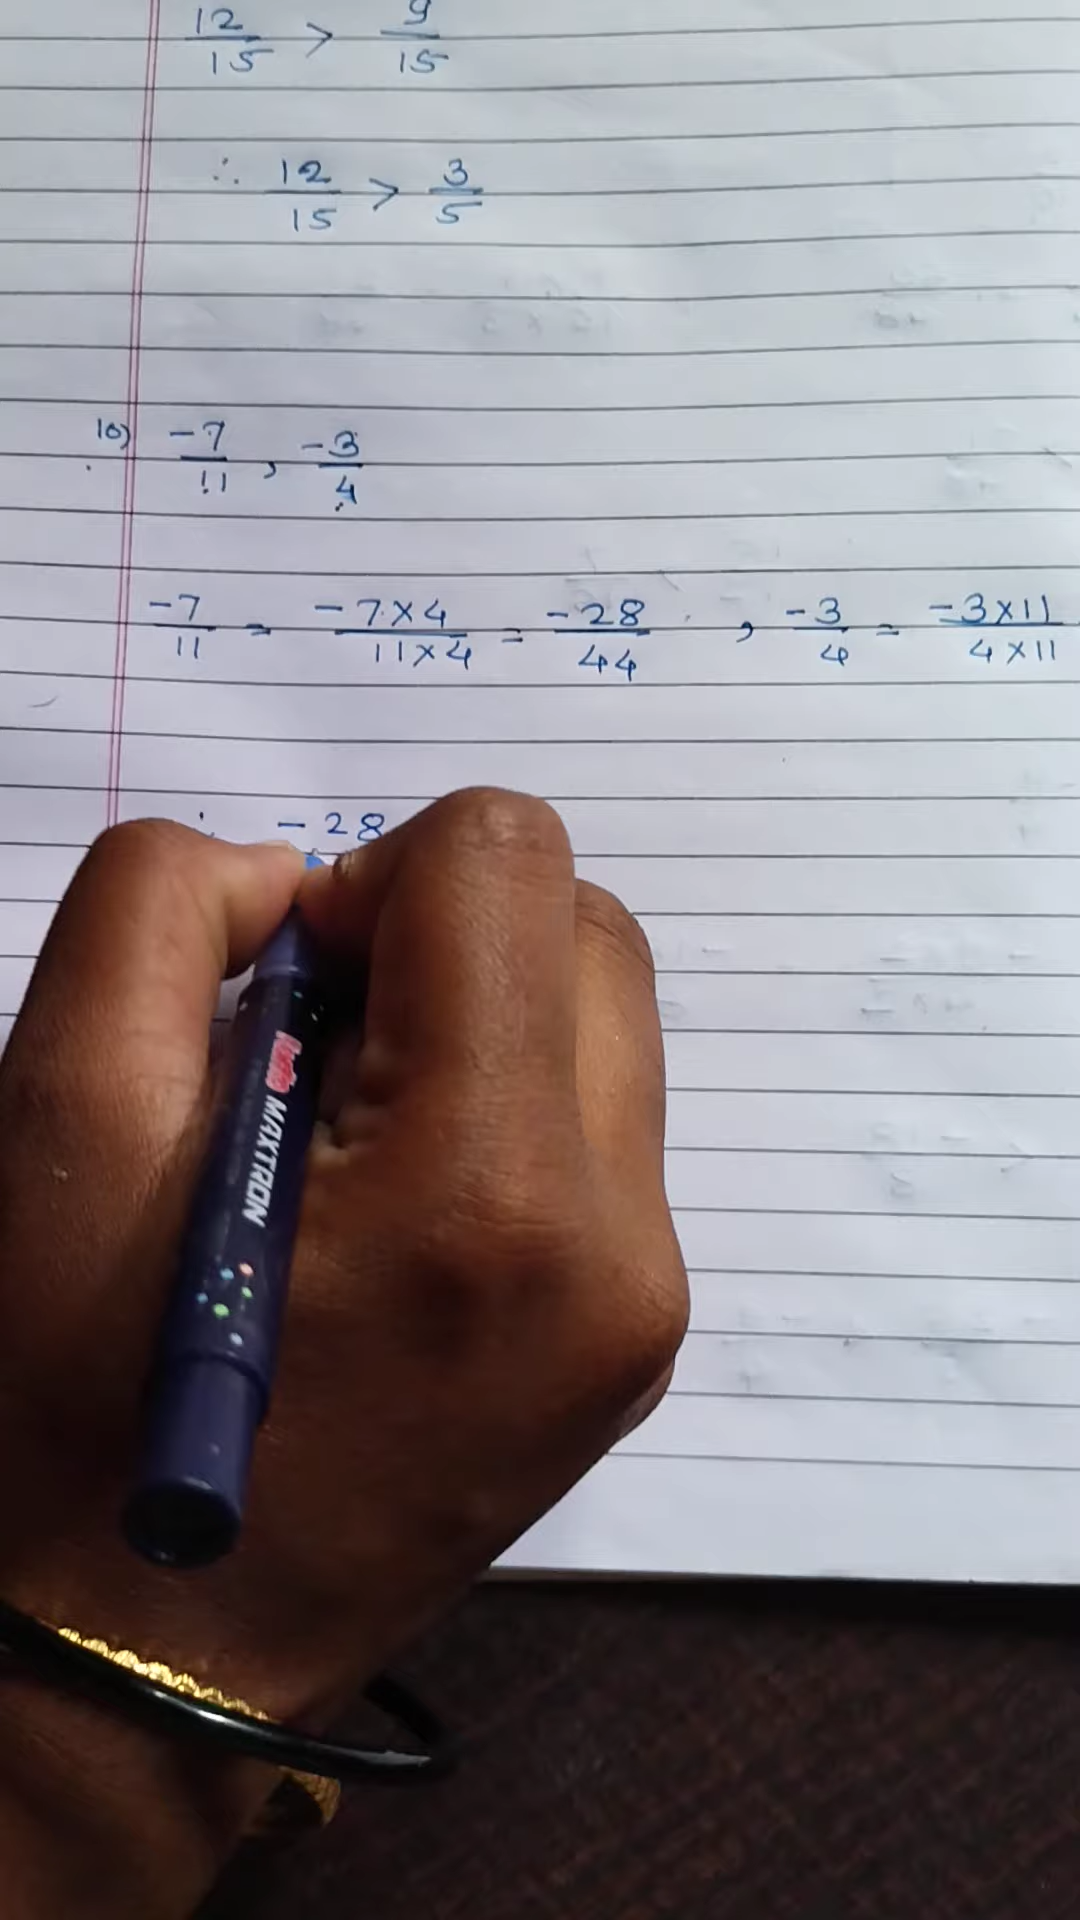 12/15 > 9/15
∴ 12/15 > 3/5
10) -7/11 , -3/4
-7/11 = -7×4/11×4 = -28/44 , -3/4 = -3×11/4×11
∴ -28
MAXTRON